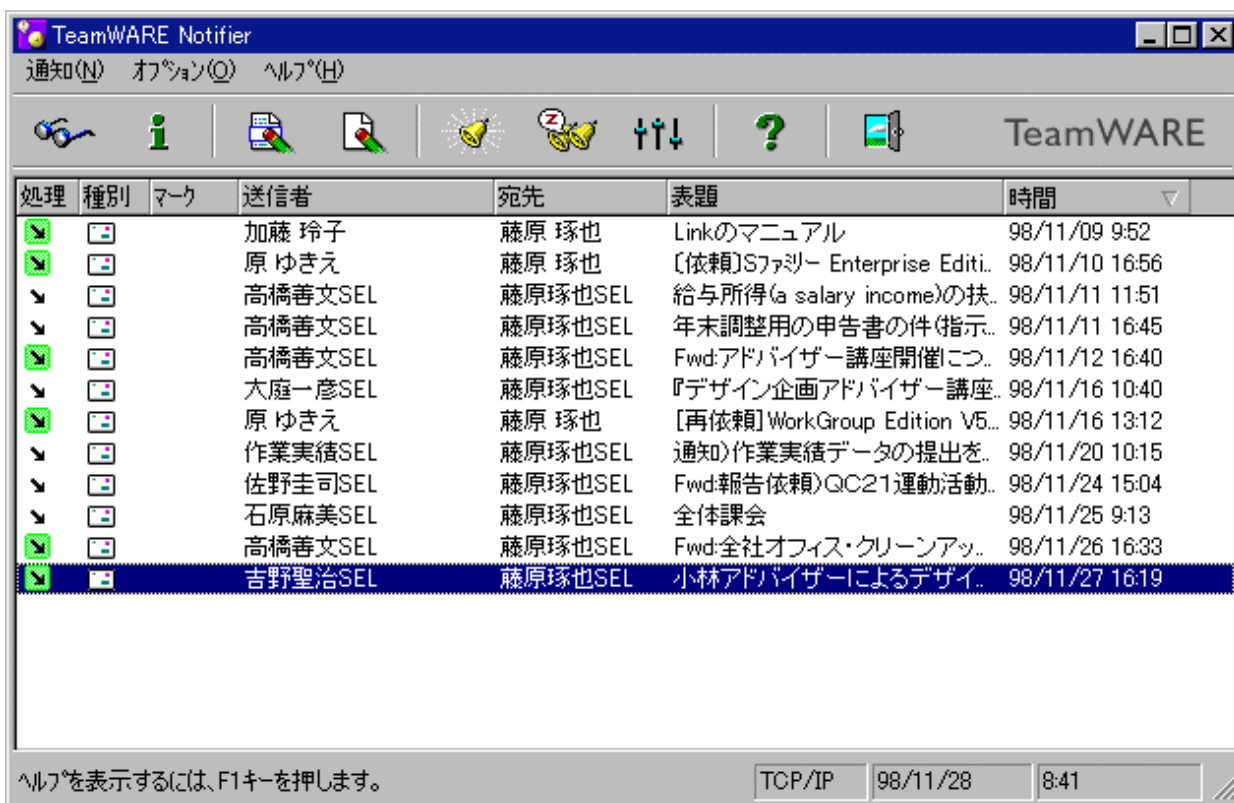 TeamWARE Notifier
通知(N) オプション(O) ヘルプ(H)
TeamWARE
処理 種別 マーク 送信者 宛先 表題 時間
加藤 玲子 藤原 琢也 Linkのマニュアル 98/11/09 9:52
原 ゆきえ 藤原 琢也 〔依頼〕Sファミリー Enterprise Editi.. 98/11/10 16:56
高橋善文SEL 藤原琢也SEL 給与所得(a salary income)の扶.. 98/11/11 11:51
高橋善文SEL 藤原琢也SEL 年末調整用の申告書の件(指示.. 98/11/11 16:45
高橋善文SEL 藤原琢也SEL Fwd:アドバイザー講座開催につ.. 98/11/12 16:40
大庭一彦SEL 藤原琢也SEL 『デザイン企画アドバイザー講座.. 98/11/16 10:40
原 ゆきえ 藤原 琢也 [再依頼] WorkGroup Edition V5... 98/11/16 13:12
作業実績SEL 藤原琢也SEL 通知)作業実績データの提出を.. 98/11/20 10:15
佐野圭司SEL 藤原琢也SEL Fwd:報告依頼)QC21運動活動.. 98/11/24 15:04
石原麻美SEL 藤原琢也SEL 全体課会 98/11/25 9:13
高橋善文SEL 藤原琢也SEL Fwd:全社オフィス・クリーンアッ.. 98/11/26 16:33
吉野聖治SEL 藤原琢也SEL 小林アドバイザーによるデザイ.. 98/11/27 16:19
ヘルプを表示するには、F1キーを押します。 TCP/IP 98/11/28 8:41